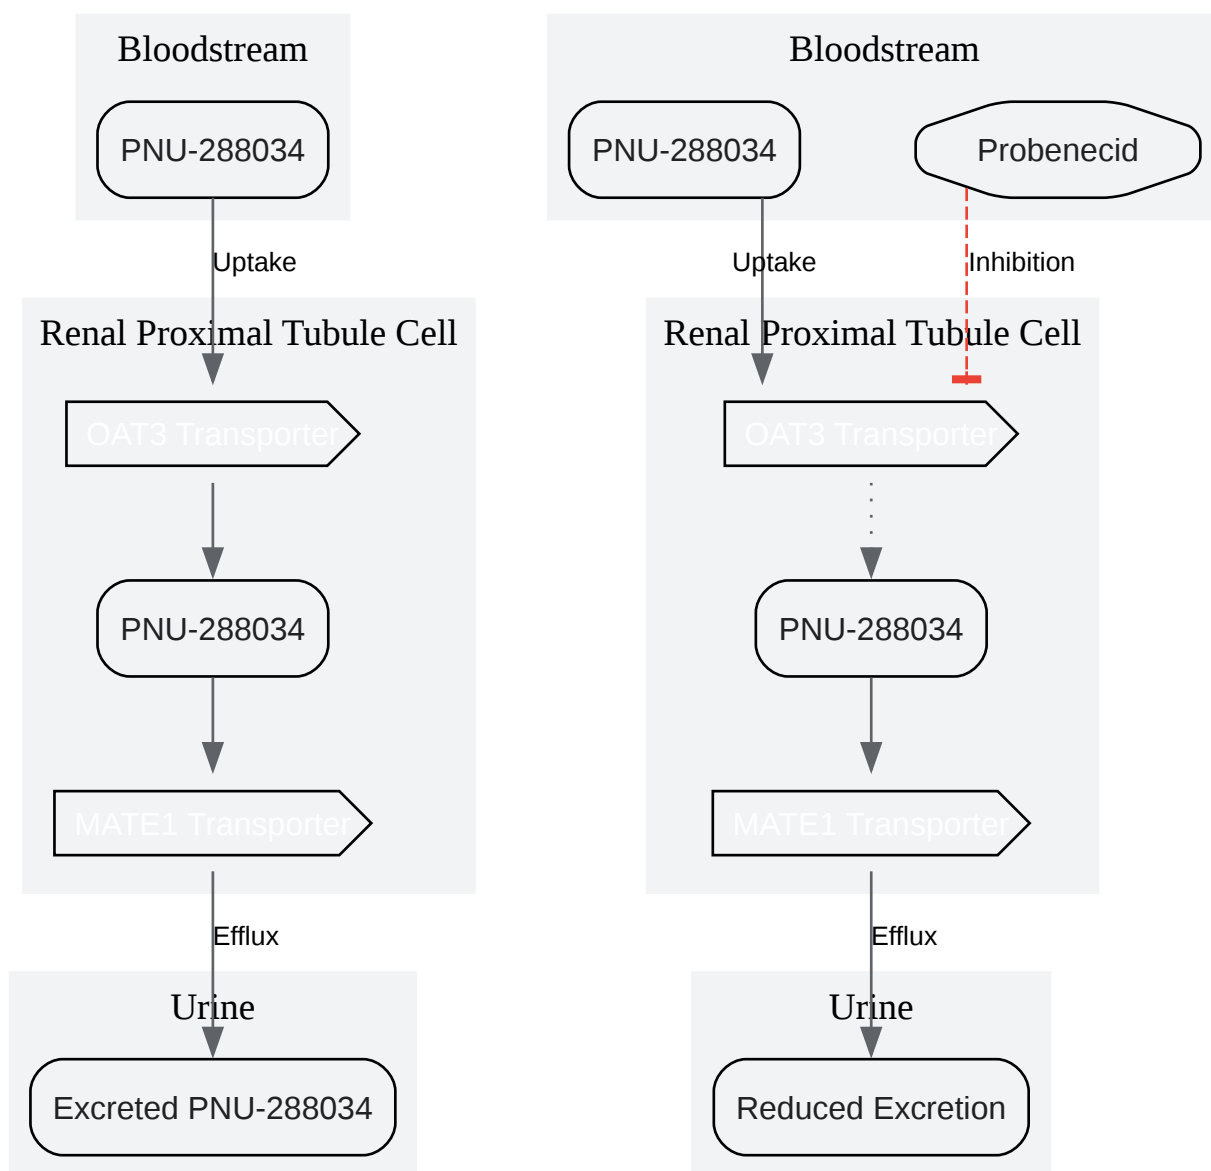 Bloodstream
PNU-288034
Uptake
Renal Proximal Tubule Cell
OAT3 Transporter
PNU-288034
MATE1 Transporter
Efflux
Urine
Excreted PNU-288034
Bloodstream
PNU-288034
Probenecid
Uptake
Inhibition
Renal Proximal Tubule Cell
OAT3 Transporter
PNU-288034
MATE1 Transporter
Efflux
Urine
Reduced Excretion